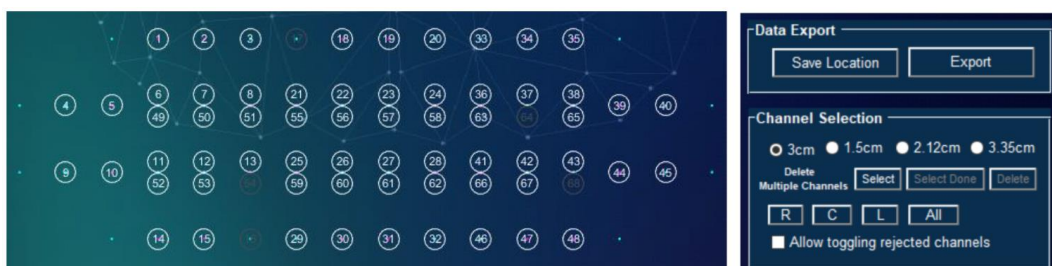 1 2 3 18 19 20 33 34 35
6 7 8 21 22 23 24 36 37 38
4 5 39 40
49 50 51 55 56 57 58 63 64 65
11 12 13 25 26 27 28 41 42 43
9 10 44 45
52 53 54 59 60 61 62 66 67 68
14 15 29 30 31 32 46 47 48
Data Export
Save Location Export
Channel Selection
3cm 1.5cm 2.12cm 3.35cm
Delete
Multiple Channels Select Select Done Delete
R C L All
Allow toggling rejected channels